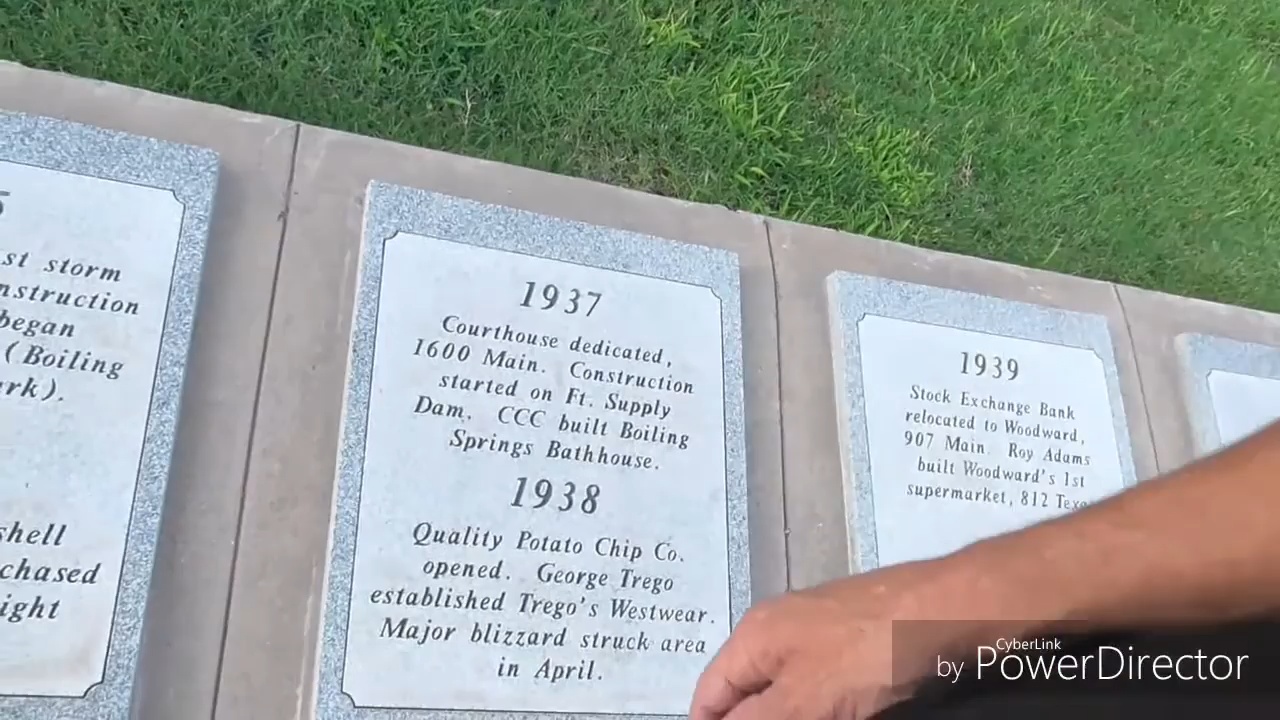 5
st storm
nstruction
began
(Boiling
rk).
shell
chased
ight
1937
Courthouse dedicated,
1600 Main. Construction
started on Ft. Supply
Dam. CCC built Boiling
Springs Bathhouse.
1938
Quality Potato Chip Co.
opened. George Trego
established Trego's Westwear.
Major blizzard struck area
in April.
1939
Stock Exchange Bank
relocated to Woodward,
907 Main. Roy Adams
built Woodward's 1st
supermarket, 812 Texa
CyberLink
by PowerDirector